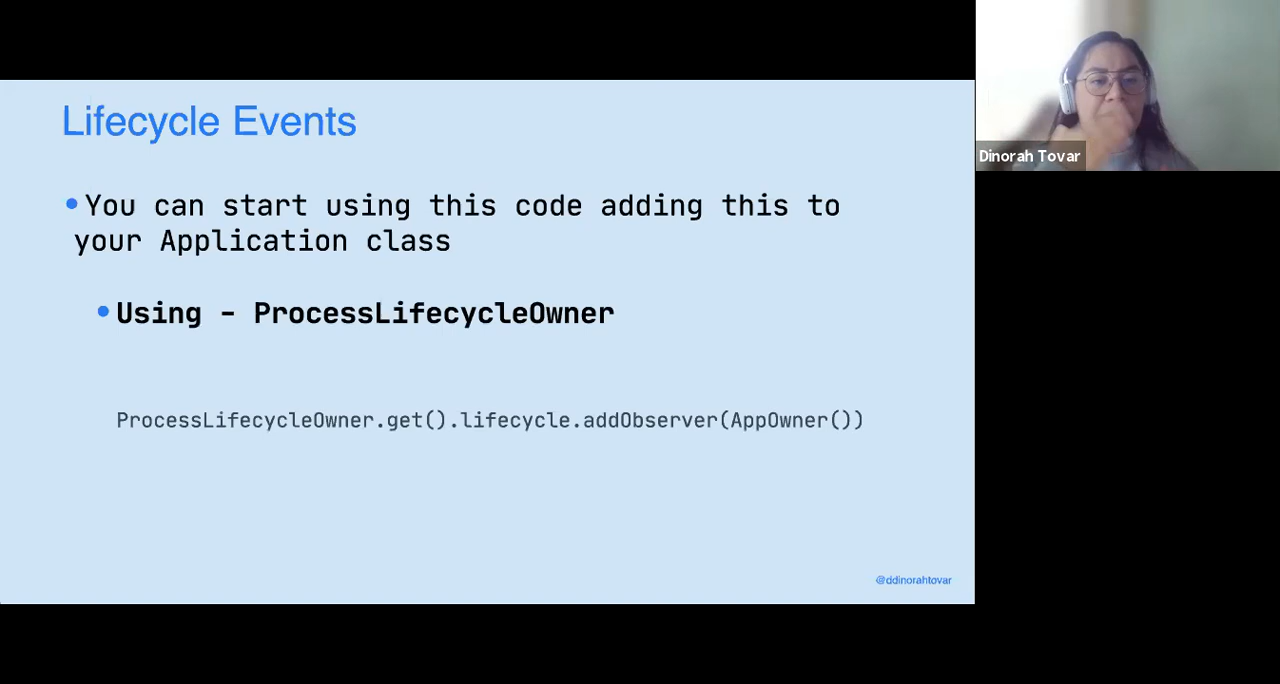 Lifecycle Events
• You can start using this code adding this to
your Application class
• Using - ProcessLifecycleOwner
ProcessLifecycleOwner.get().lifecycle.addObserver(AppOwner())
@ddinorahtovar
Dinorah Tovar